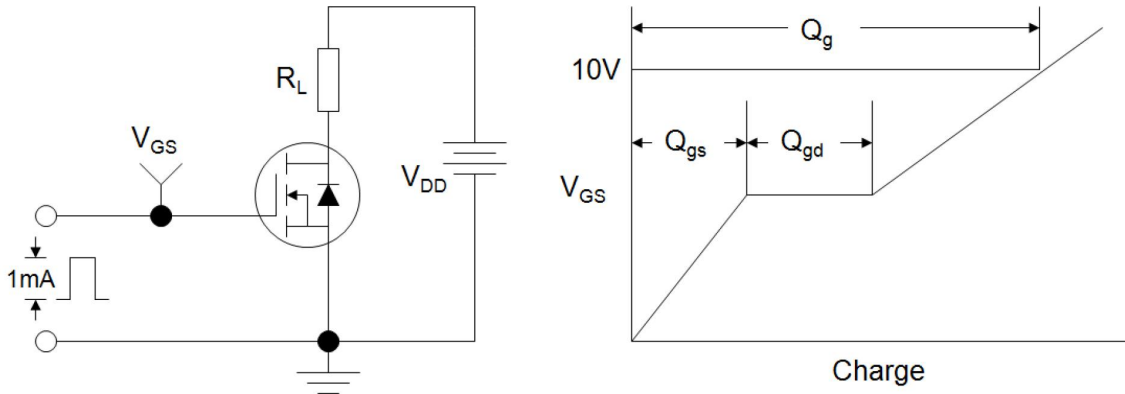 R_L
V_GS
V_DD
1mA
Q_g
10V
Q_gs
Q_gd
V_GS
Charge